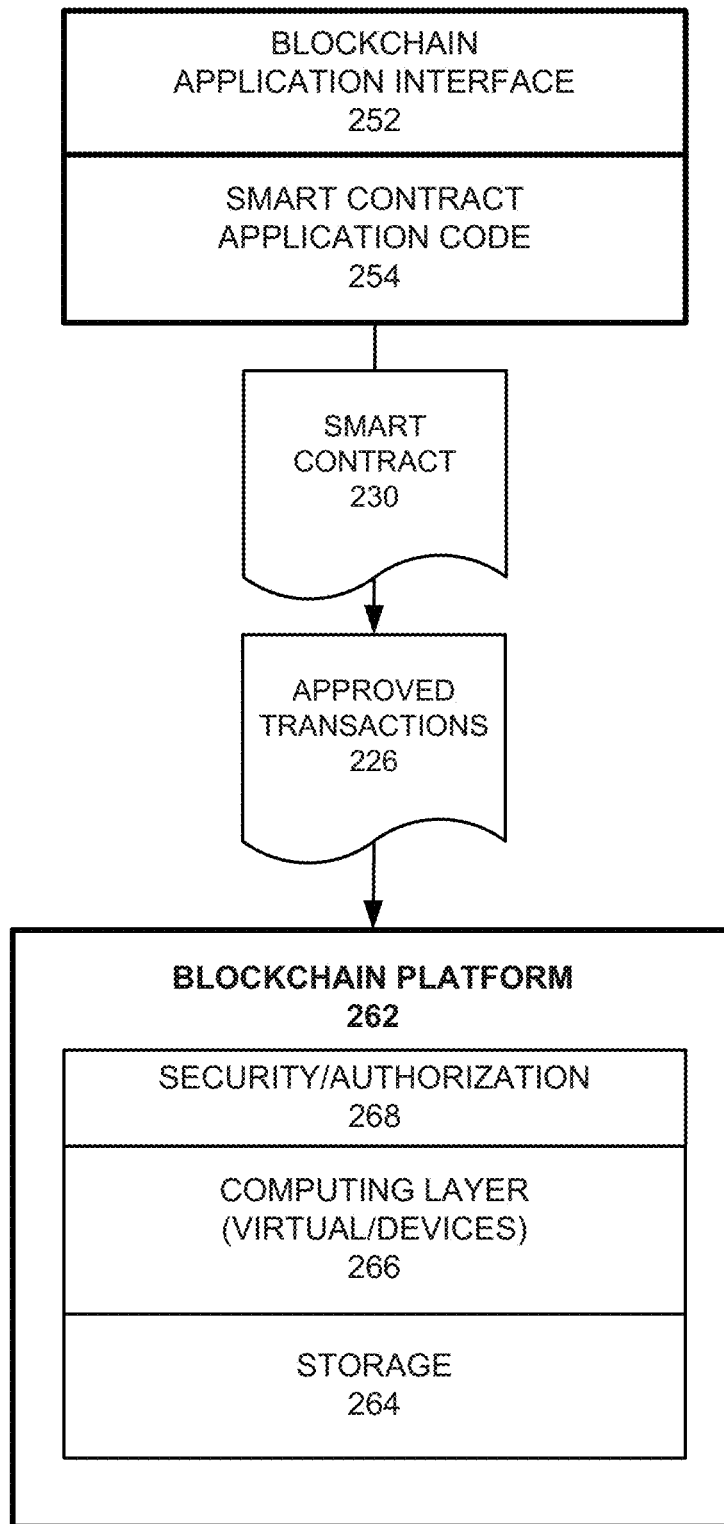 BLOCKCHAIN
APPLICATION INTERFACE
252
SMART CONTRACT
APPLICATION CODE
254
SMART
CONTRACT
230
APPROVED
TRANSACTIONS
226
BLOCKCHAIN PLATFORM
262
SECURITY/AUTHORIZATION
268
COMPUTING LAYER
(VIRTUAL/DEVICES)
266
STORAGE
264